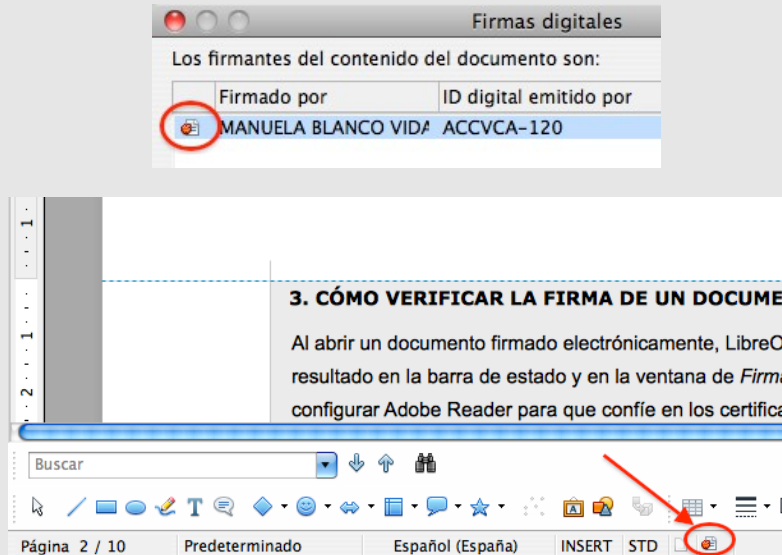 Firmas digitales
Los firmantes del contenido del documento son:
Firmado por ID digital emitido por
MANUELA BLANCO VIDA ACCVCA-120
3. CÓMO VERIFICAR LA FIRMA DE UN DOCUME
Al abrir un documento firmado electrónicamente, LibreO
resultado en la barra de estado y en la ventana de Firma
configurar Adobe Reader para que confíe en los certifica
Buscar
Página 2 / 10 Predeterminado Español (España) INSERT STD